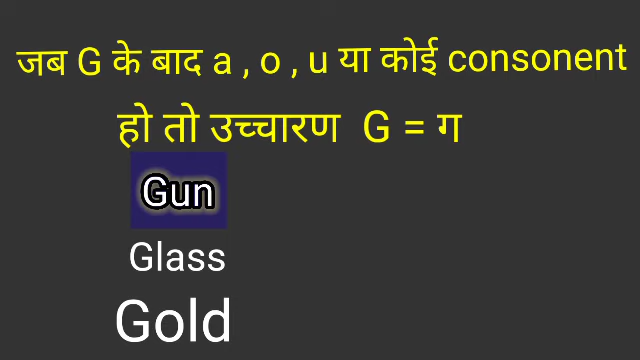 जब G के बाद a , o , u या कोई consonent
हो तो उच्चारण G = ग
Gun
Glass
Gold